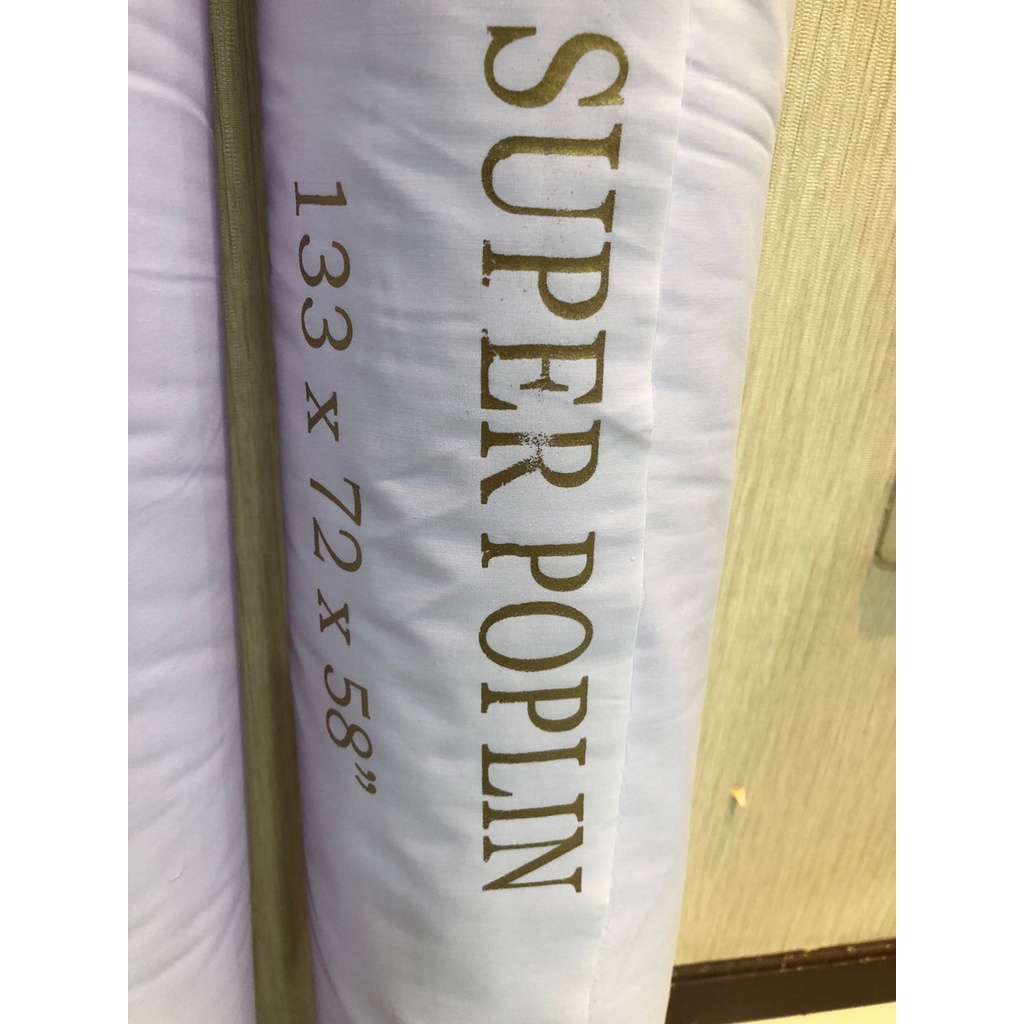 SUPER POPLIN
133 x 72 x 58”